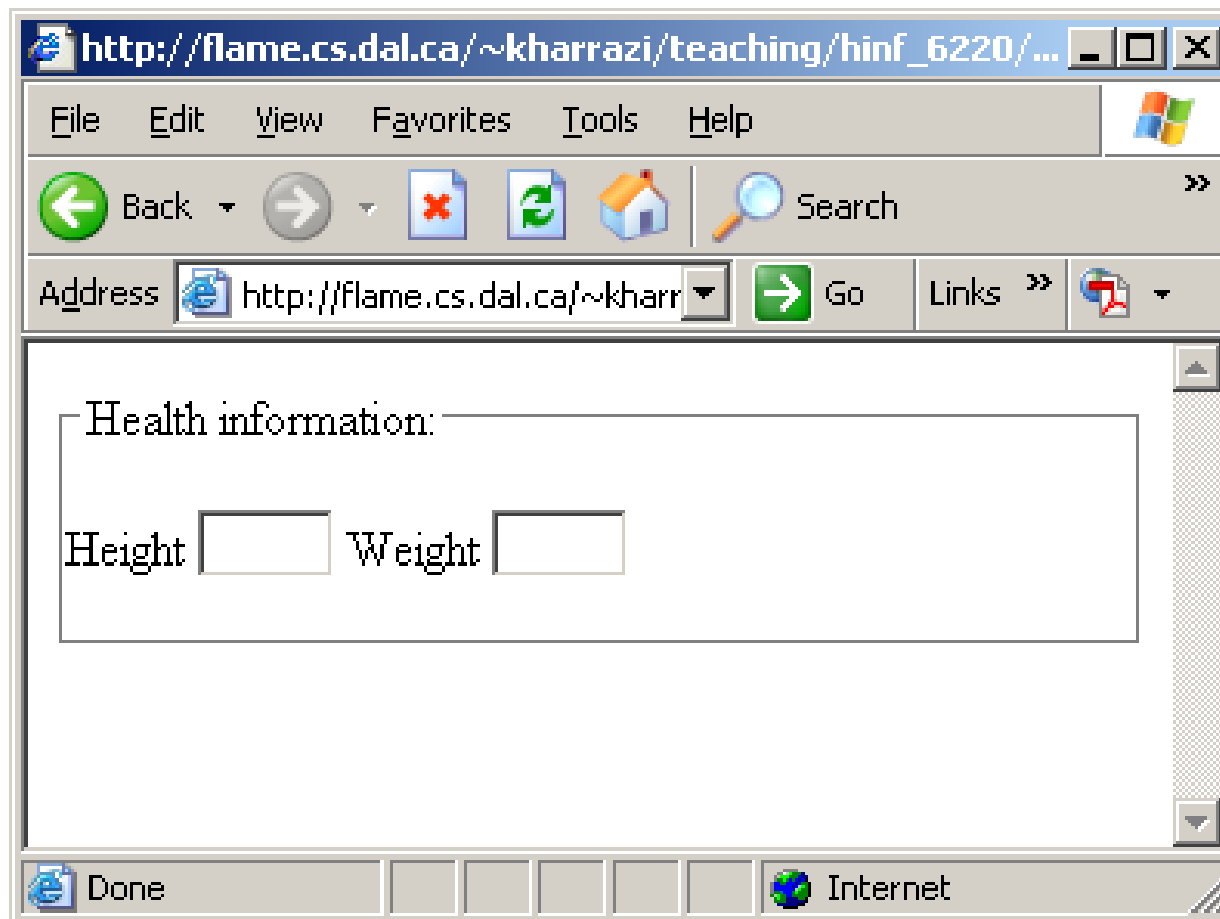 http://flame.cs.dal.ca/~kharrazi/teaching/hinf_6220/...
File Edit View Favorites Tools Help
Back Search »
Address http://flame.cs.dal.ca/~kharr Go Links »
Health information:
Height Weight
Done Internet